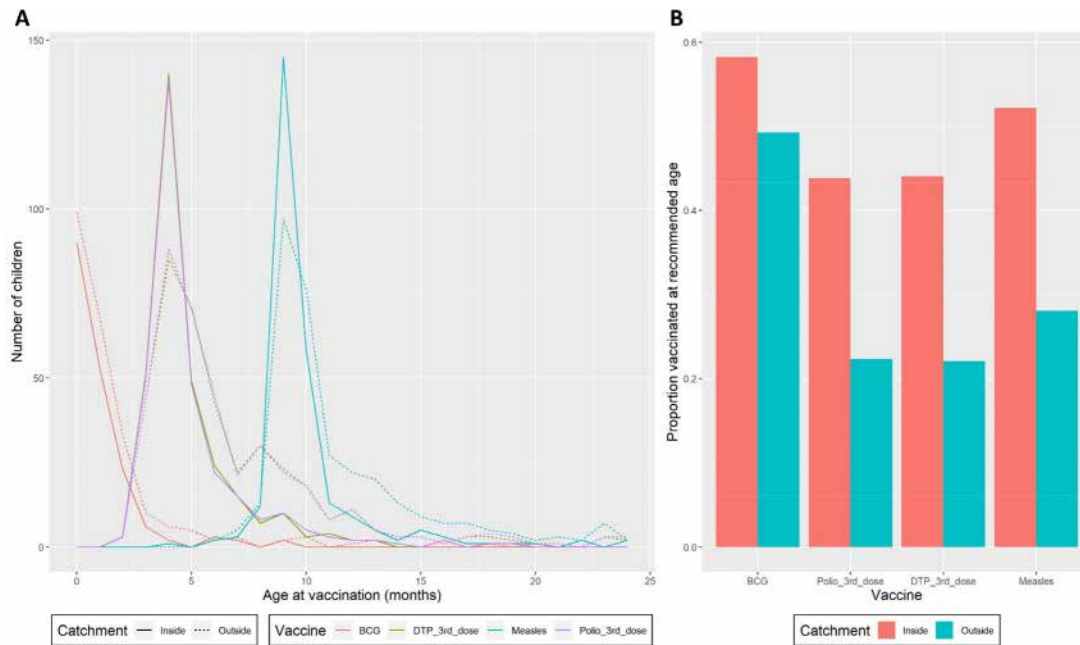 A
150
100
50
0
Number of children
0 5 10 15 20 25
Age at vaccination (months)
Catchment Inside Outside
Vaccine BCG DTP_3rd_dose Measles Polio_3rd_dose
B
0.6
0.4
0.2
0.0
Proportion vaccinated at recommended age
BCG Polio_3rd_dose DTP_3rd_dose Measles
Vaccine
Catchment Inside Outside